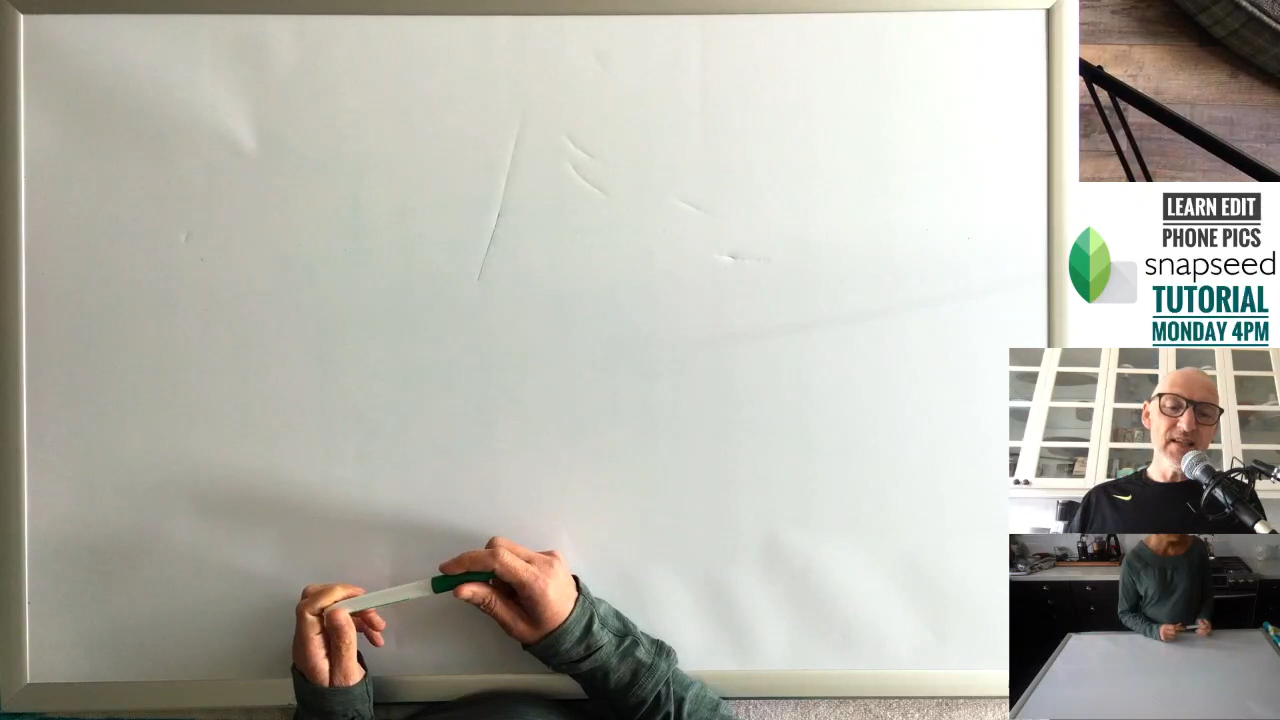 LEARN EDIT
PHONE PICS
snapseed
TUTORIAL
MONDAY 4PM